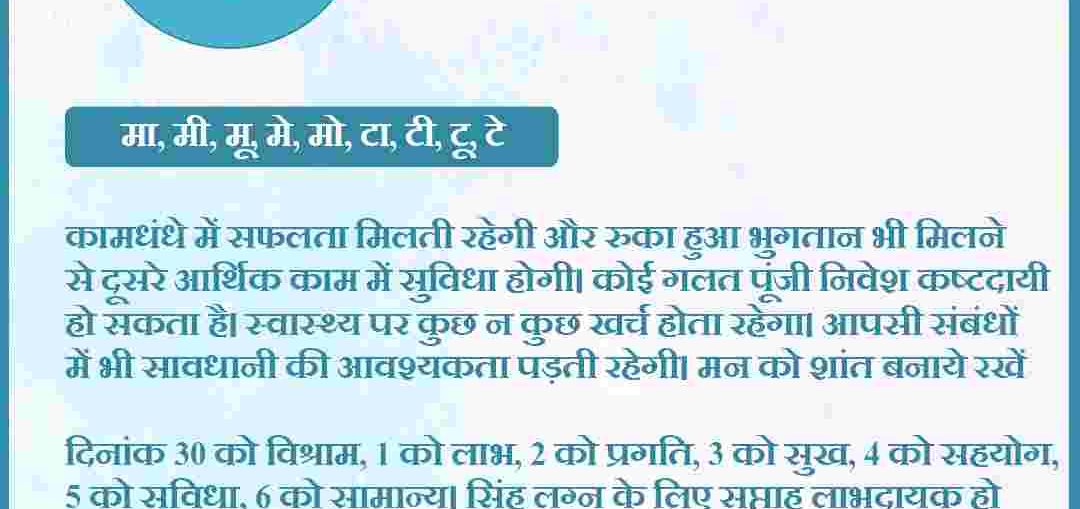 मा, मी, मू, मे, मो, टा, टी, टू, टे
कामधंधे में सफलता मिलती रहेगी और रुका हुआ भुगतान भी मिलने
से दूसरे आर्थिक काम में सुविधा होगी। कोई गलत पूंजी निवेश कष्टदायी
हो सकता है। स्वास्थ्य पर कुछ न कुछ खर्च होता रहेगा। आपसी संबंधों
में भी सावधानी की आवश्यकता पड़ती रहेगी। मन को शांत बनाये रखें
दिनांक 30 को विश्राम, 1 को लाभ, 2 को प्रगति, 3 को सुख, 4 को सहयोग,
5 को सुविधा, 6 को सामान्य। सिंह लग्न के लिए सप्ताह लाभदायक हो